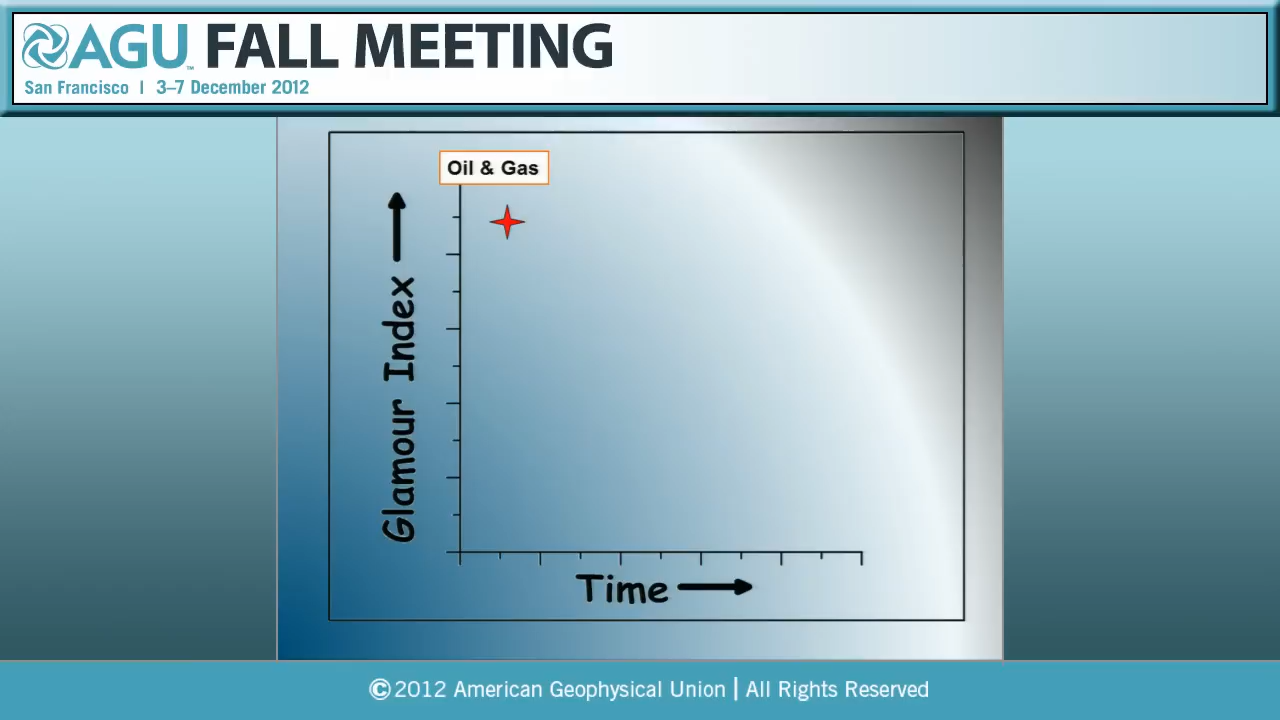 AGU™ FALL MEETING
San Francisco | 3–7 December 2012
Oil & Gas
Glamour Index
Time
©2012 American Geophysical Union | All Rights Reserved